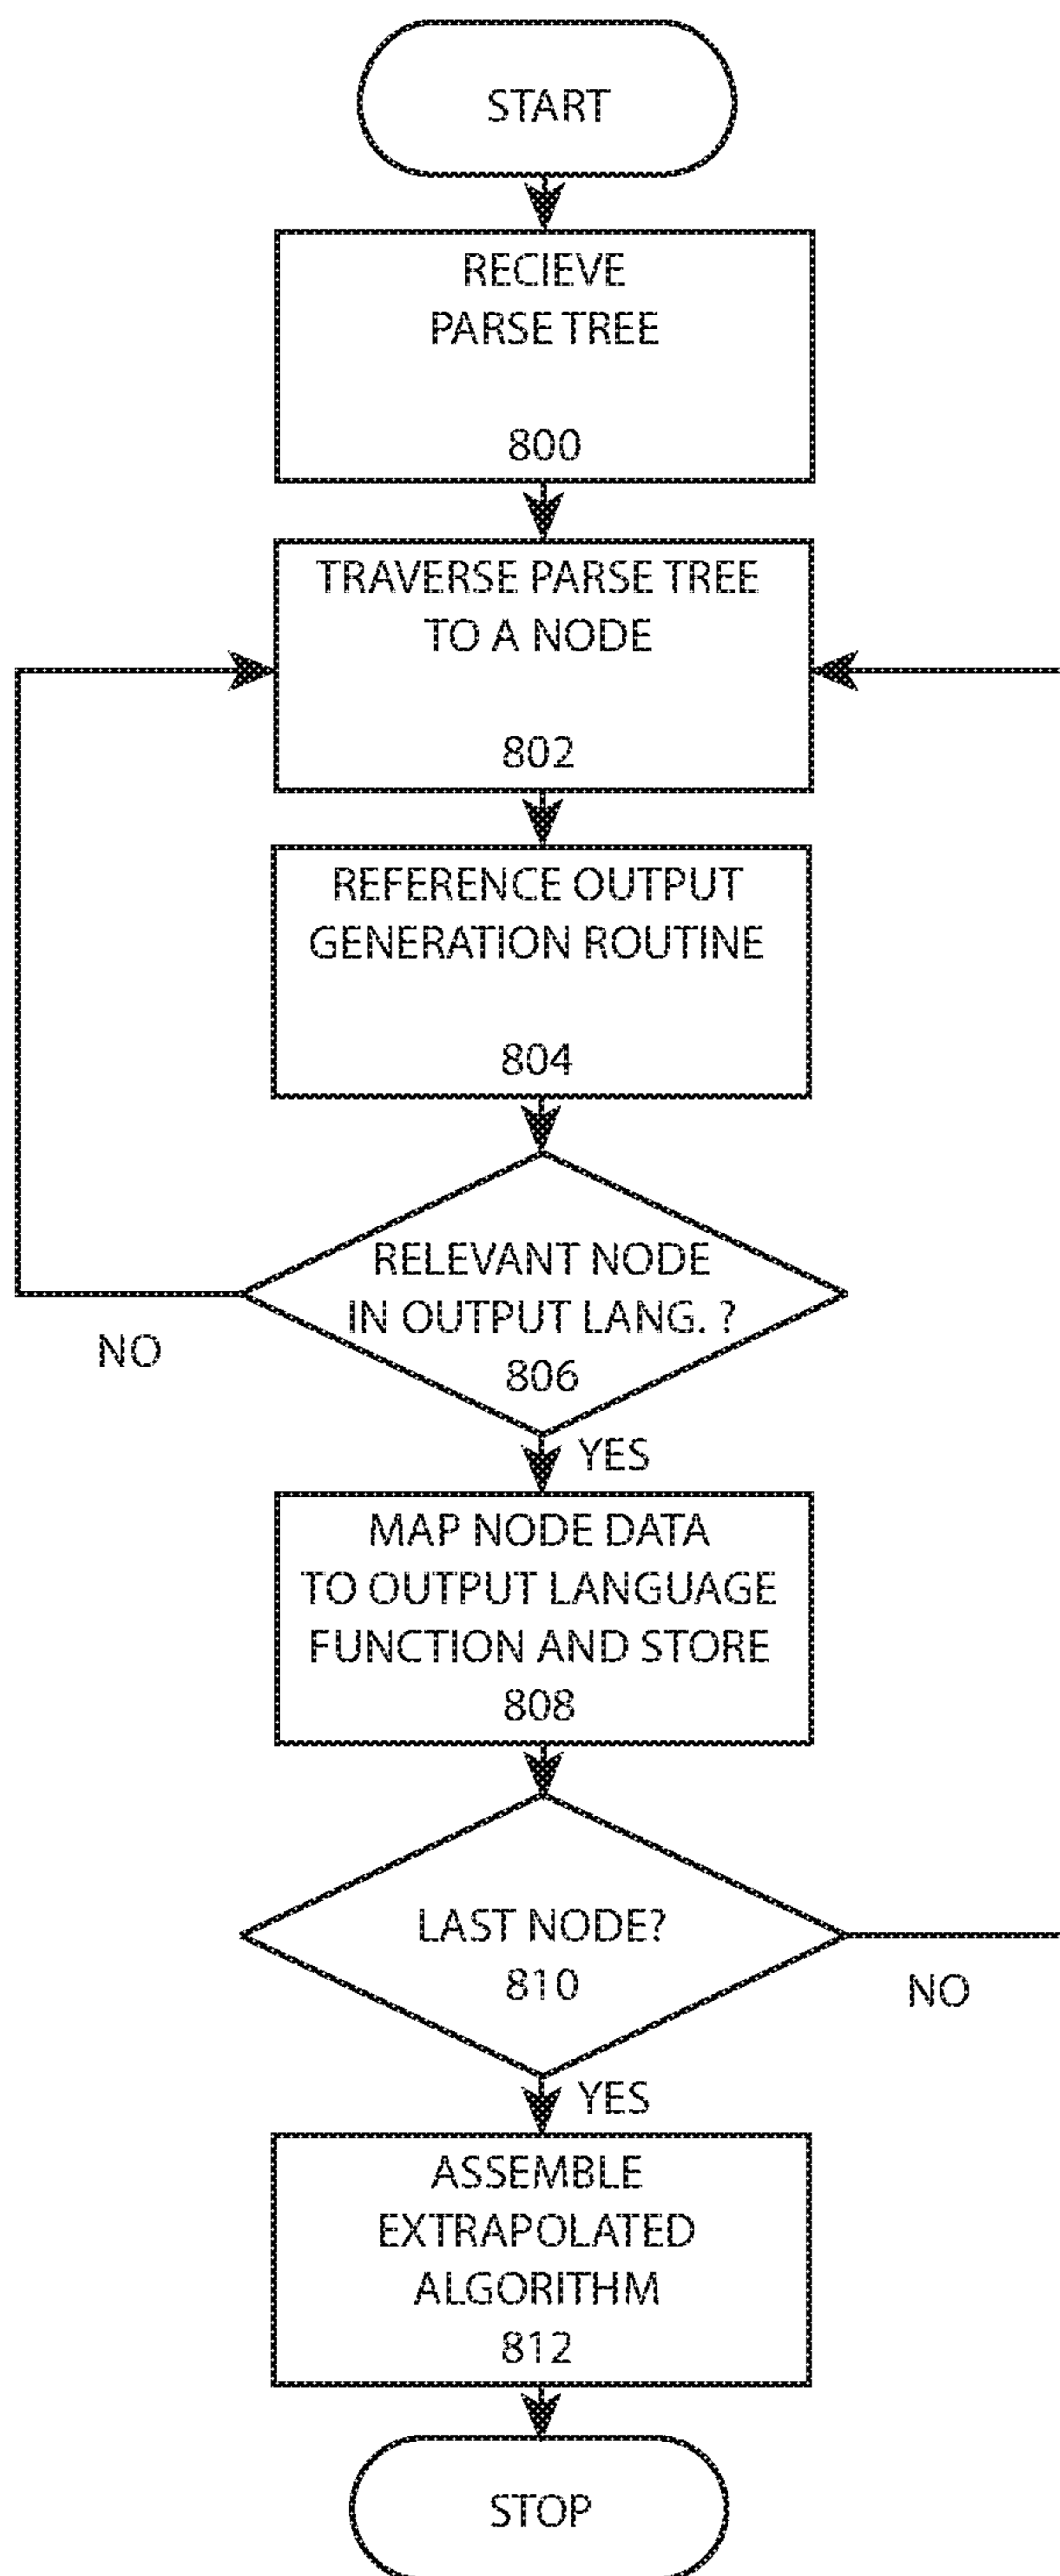 START
RECIEVE
PARSE TREE
800
TRAVERSE PARSE TREE
TO A NODE
802
REFERENCE OUTPUT
GENERATION ROUTINE
804
RELEVANT NODE
IN OUTPUT LANG. ?
806
NO
YES
MAP NODE DATA
TO OUTPUT LANGUAGE
FUNCTION AND STORE
808
LAST NODE?
810
NO
YES
ASSEMBLE
EXTRAPOLATED
ALGORITHM
812
STOP